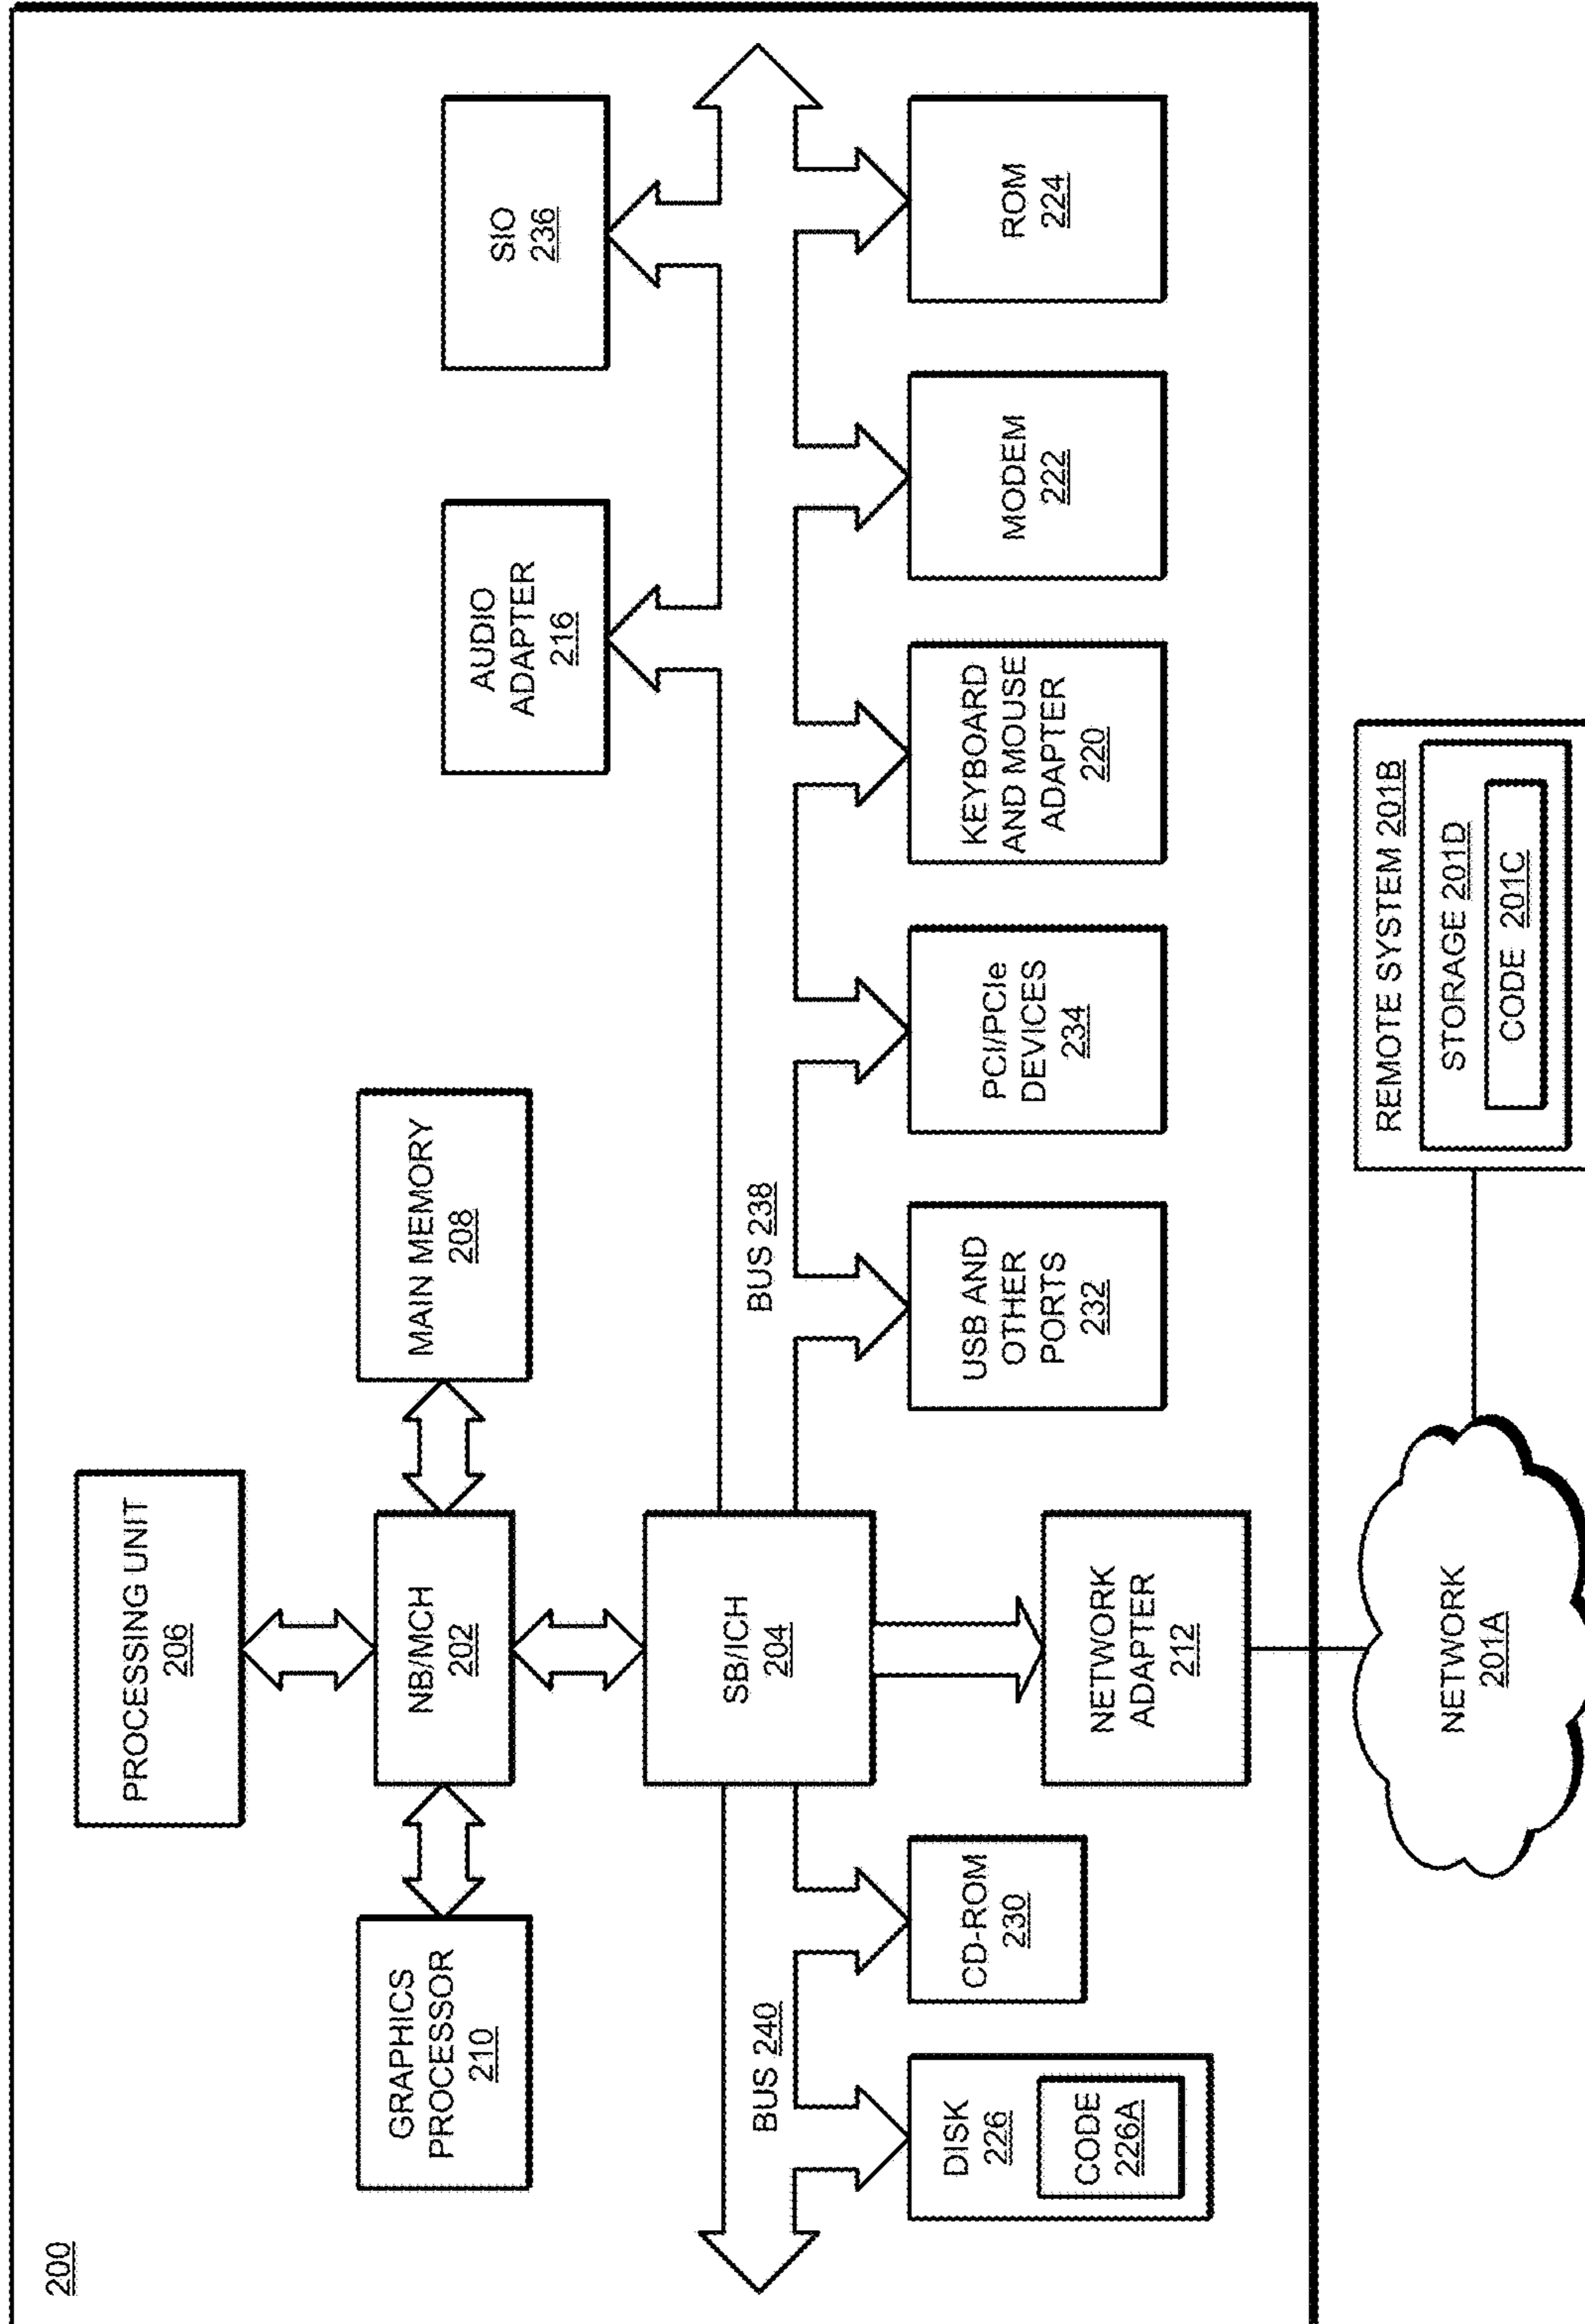 200
PROCESSING UNIT
206
GRAPHICS
PROCESSOR
210
NB/MCH
202
MAIN MEMORY
208
AUDIO
ADAPTER
216
SIO
236
SB/ICH
204
BUS 240
BUS 238
DISK
226
CODE
226A
CD-ROM
230
NETWORK
ADAPTER
212
USB AND
OTHER
PORTS
232
PCI/PCIe
DEVICES
234
KEYBOARD
AND MOUSE
ADAPTER
220
MODEM
222
ROM
224
NETWORK
201A
REMOTE SYSTEM 201B
STORAGE 201D
CODE 201C